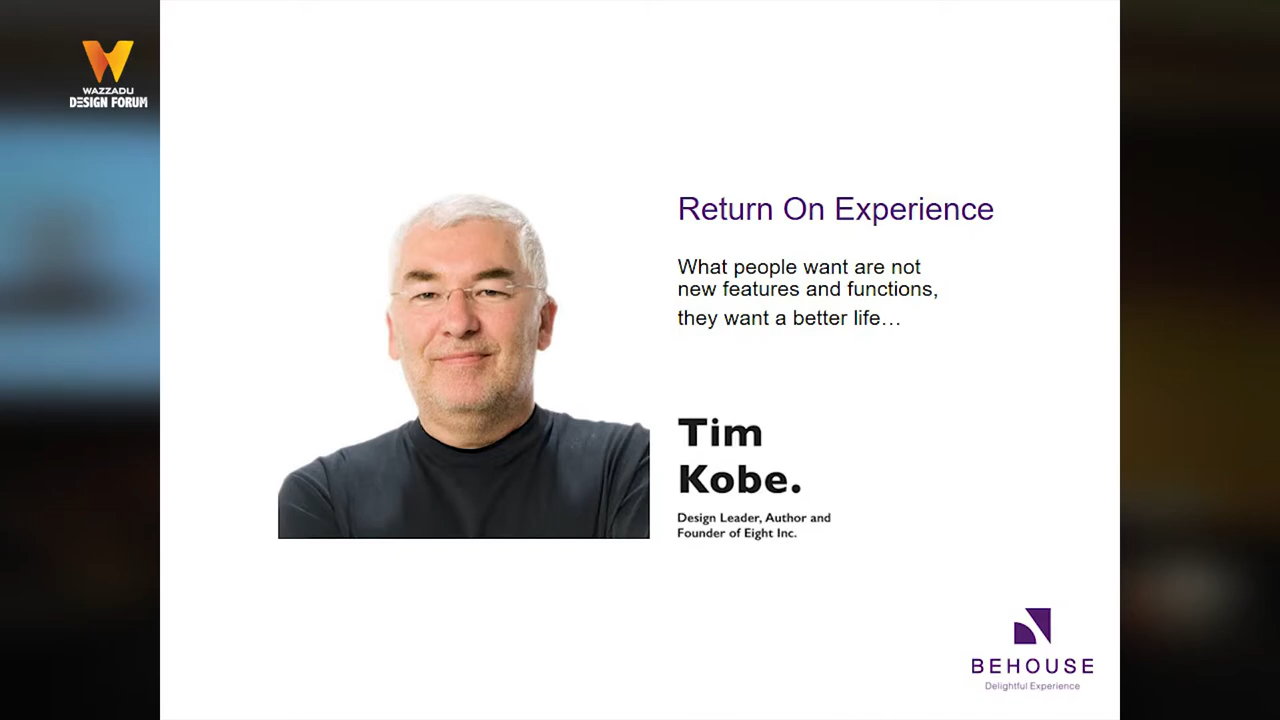 WAZZADU
DESIGN FORUM
Return On Experience
What people want are not
new features and functions,
they want a better life…
Tim
Kobe.
Design Leader, Author and
Founder of Eight Inc.
BEHOUSE
Delightful Experience